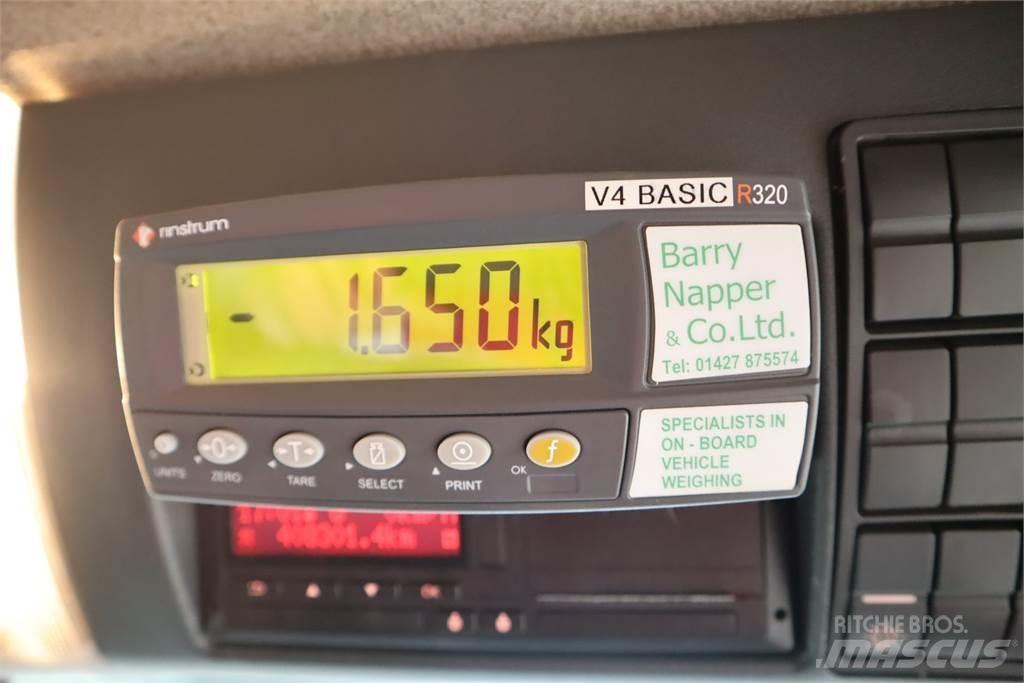 V4 BASIC R320
rinstrum
- 1.650 kg
Barry
Napper
& Co.Ltd.
Tel: 01427 875574
SPECIALISTS IN
ON - BOARD
VEHICLE
WEIGHING
UNITS
ZERO
TARE
SELECT
PRINT
OK
f
OK
RITCHIE BROS.
MASCUS